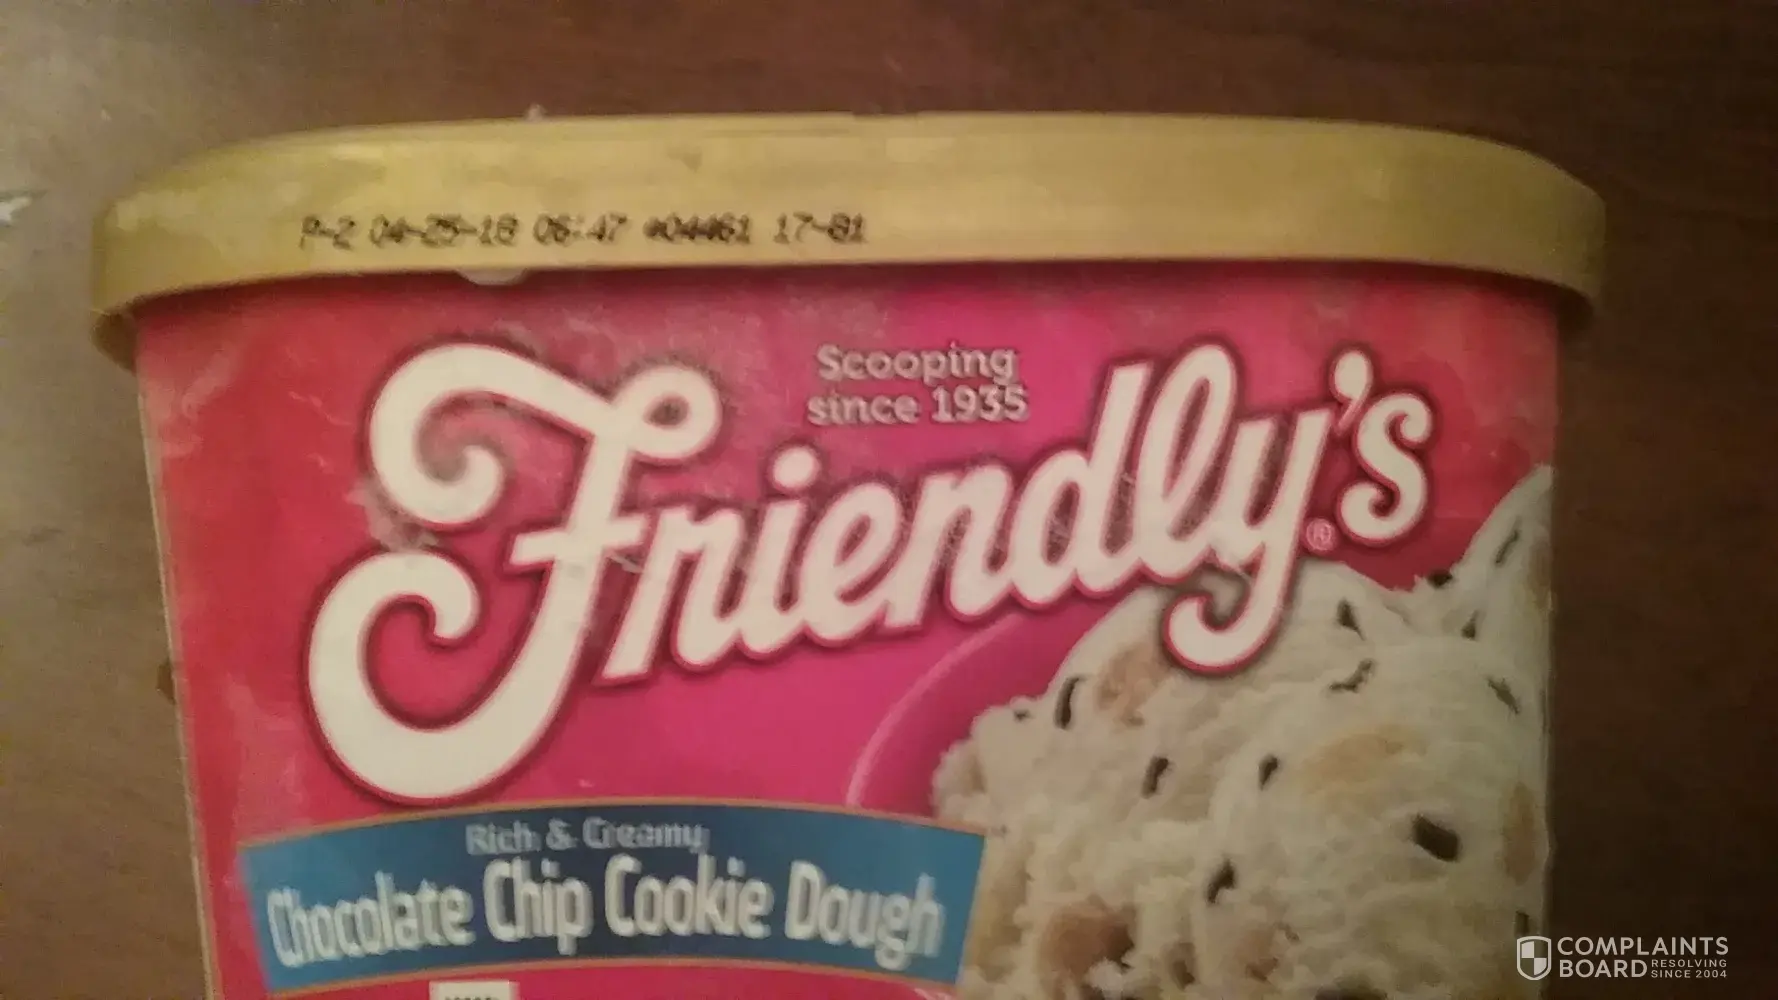 P-2 04-25-18 06:47 #04461 17-81
Scooping
since 1935
Friendly's®
Rich & Creamy
Chocolate Chip Cookie Dough
COMPLAINTS
BOARD RESOLVING
SINCE 2004